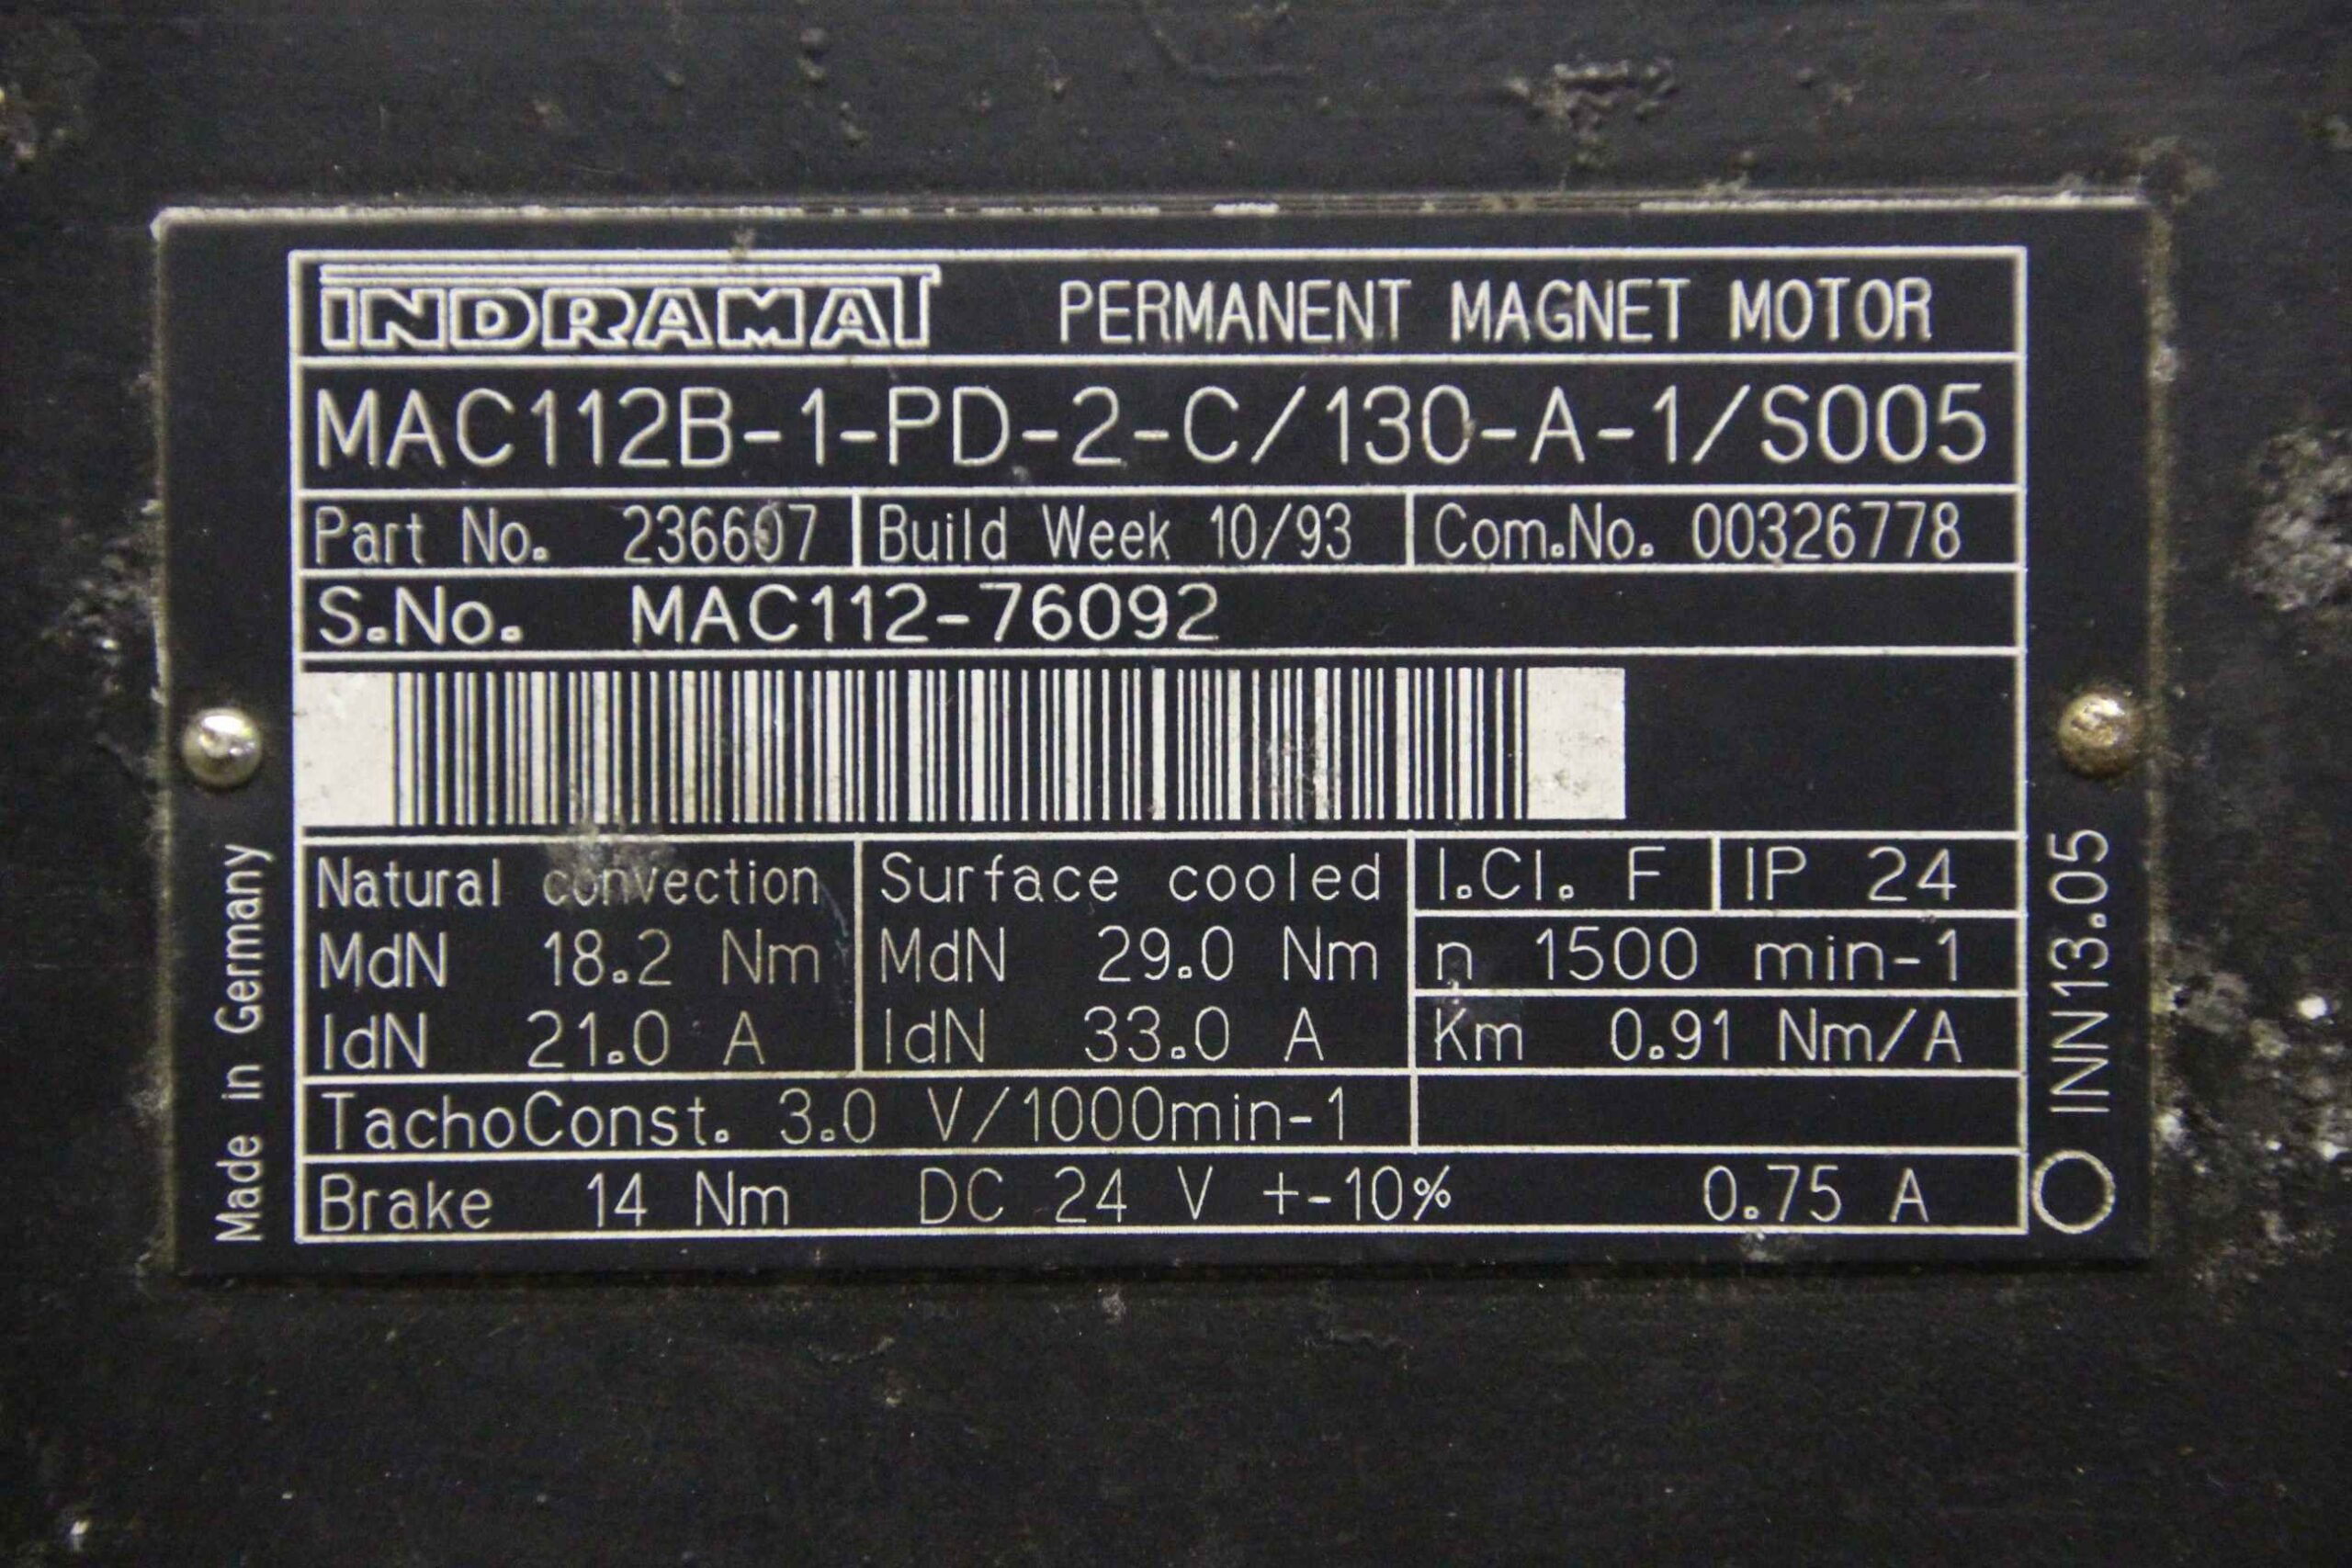 INDRAMAT PERMANENT MAGNET MOTOR
MAC112B-1-PD-2-C/130-A-1/S005
Part No. 236607 Build Week 10/93 Com.No. 00326778
S.No. MAC112-76092
Natural convection Surface cooled I.Cl. F IP 24
MdN 18.2 Nm MdN 29.0 Nm n 1500 min-1
IdN 21.0 A IdN 33.0 A Km 0.91 Nm/A
TachoConst. 3.0 V/1000min-1
Brake 14 Nm DC 24 V +-10% 0.75 A
Made in Germany
INN13.05